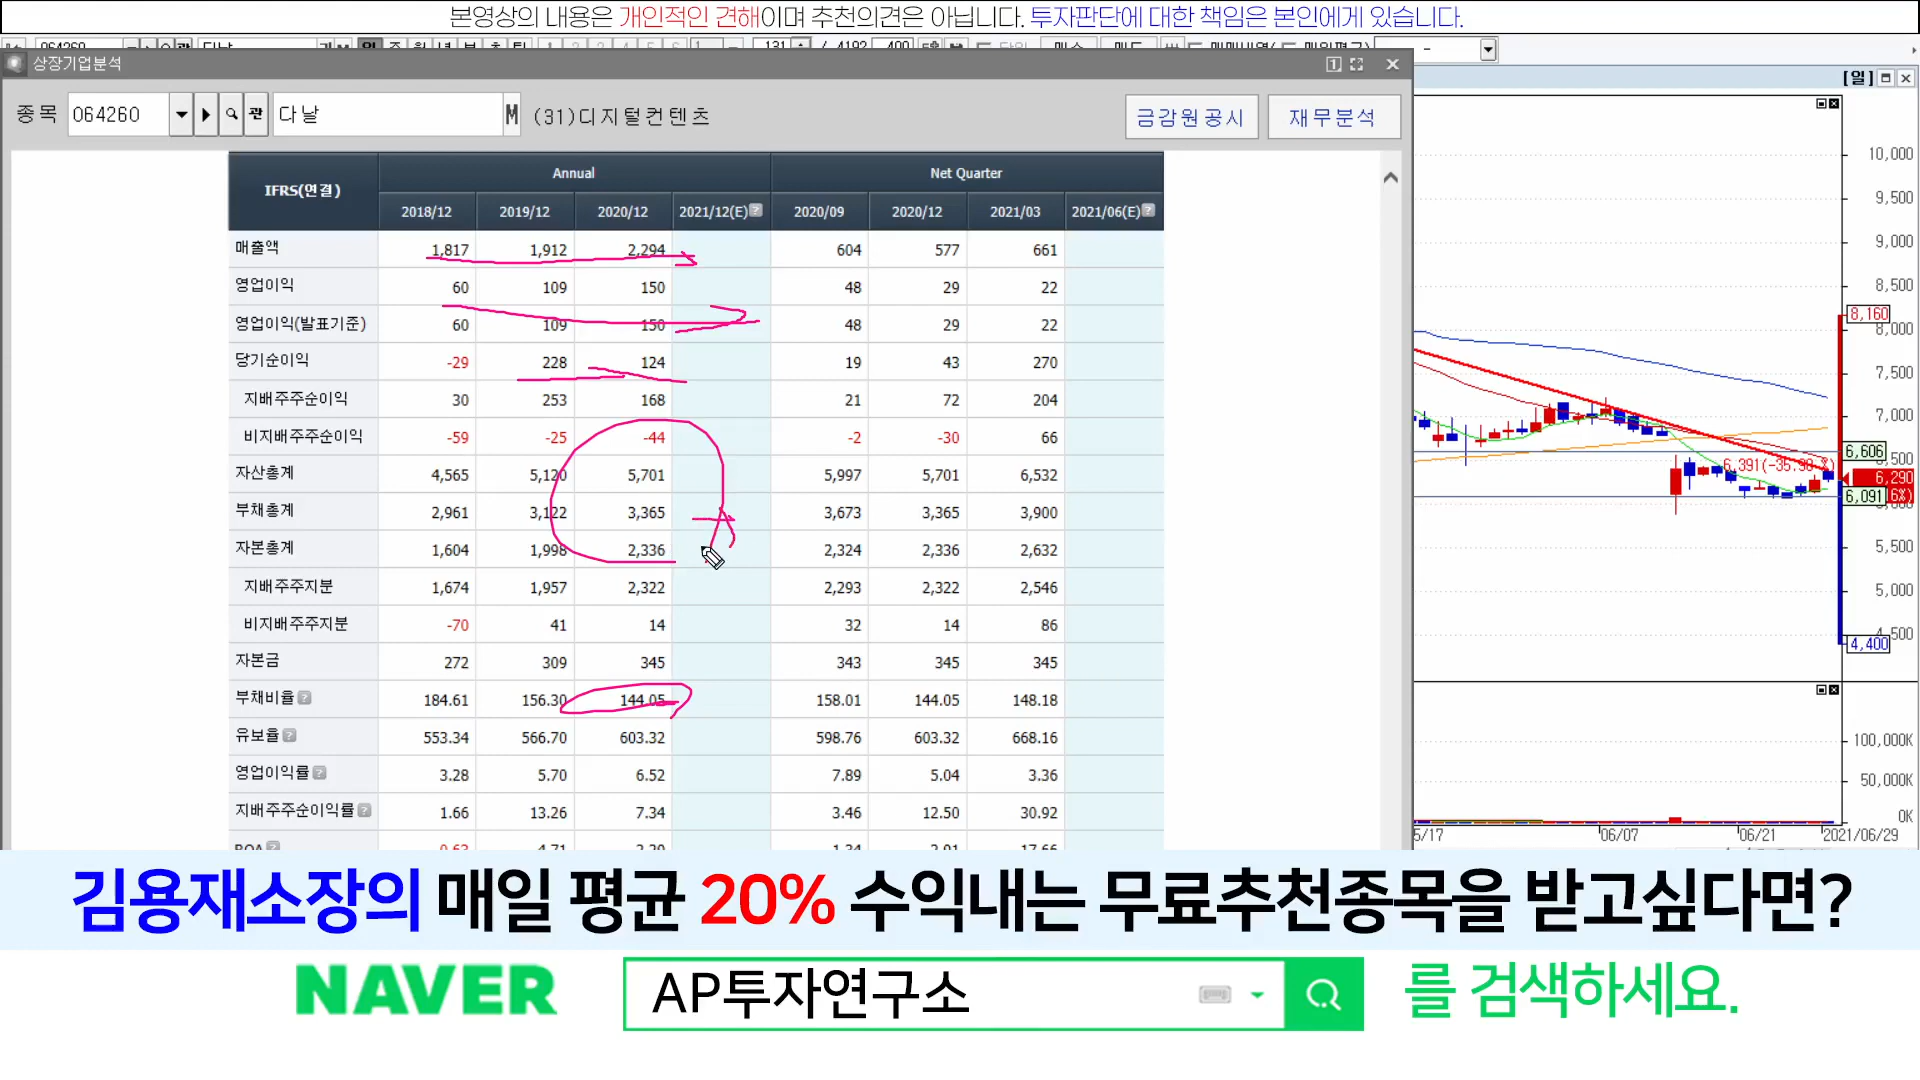 본영상의 내용은 개인적인 견해이며 추천의견은 아닙니다. 투자판단에 대한 책임은 본인에게 있습니다.
상장기업분석
[일]
종목 064260 관 다날 M (31)디지털컨텐츠 금감원공시 재무분석
IFRS(연결) Annual Net Quarter
2018/12 2019/12 2020/12 2021/12(E) 2020/09 2020/12 2021/03 2021/06(E)
매출액 1,817 1,912 2,294 604 577 661
영업이익 60 109 150 48 29 22
영업이익(발표기준) 60 109 150 48 29 22
당기순이익 -29 228 124 19 43 270
지배주주순이익 30 253 168 21 72 204
비지배주주순이익 -59 -25 -44 -2 -30 66
자산총계 4,565 5,120 5,701 5,997 5,701 6,532
부채총계 2,961 3,122 3,365 3,673 3,365 3,900
자본총계 1,604 1,998 2,336 2,324 2,336 2,632
지배주주지분 1,674 1,957 2,322 2,293 2,322 2,546
비지배주주지분 -70 41 14 32 14 86
자본금 272 309 345 343 345 345
부채비율 184.61 156.30 144.05 158.01 144.05 148.18
유보율 553.34 566.70 603.32 598.76 603.32 668.16
영업이익률 3.28 5.70 6.52 7.89 5.04 3.36
지배주주순이익률 1.66 13.26 7.34 3.46 12.50 30.92
10,000
9,500
9,000
8,500
8,160
8,000
7,500
7,000
6,606
6,391(-35.90 %)
6,290
6,091
5,500
5,000
4,500
4,400
100,000K
50,000K
0K
5/17 06/07 06/21 2021/06/29
김용재소장의 매일 평균 20% 수익내는 무료추천종목을 받고싶다면?
NAVER AP투자연구소 를 검색하세요.